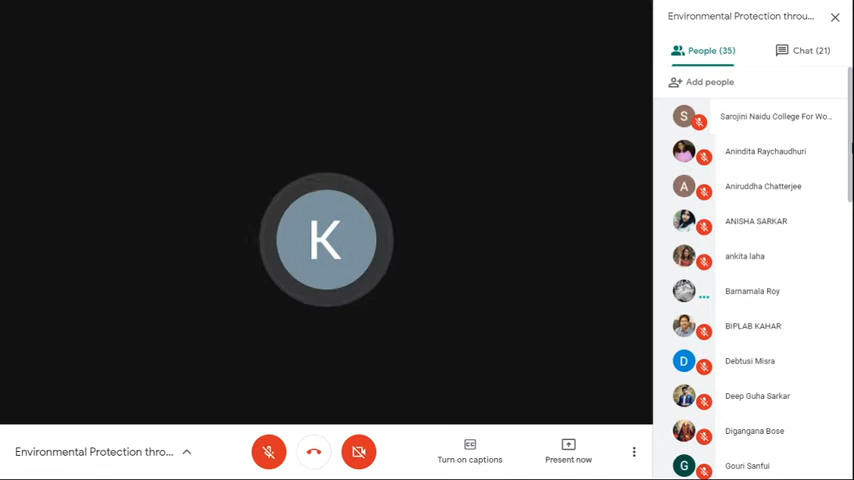 Environmental Protection throu...
People (35)
Chat (21)
Add people
S
Sarojini Naidu College For Wo...
Anindita Raychaudhuri
A
Aniruddha Chatterjee
ANISHA SARKAR
ankita laha
Barnamala Roy
BIPLAB KAHAR
D
Debtusi Misra
Deep Guha Sarkar
Digangana Bose
G
Gouri Sanfui
K
Environmental Protection thro...
CC
Turn on captions
Present now